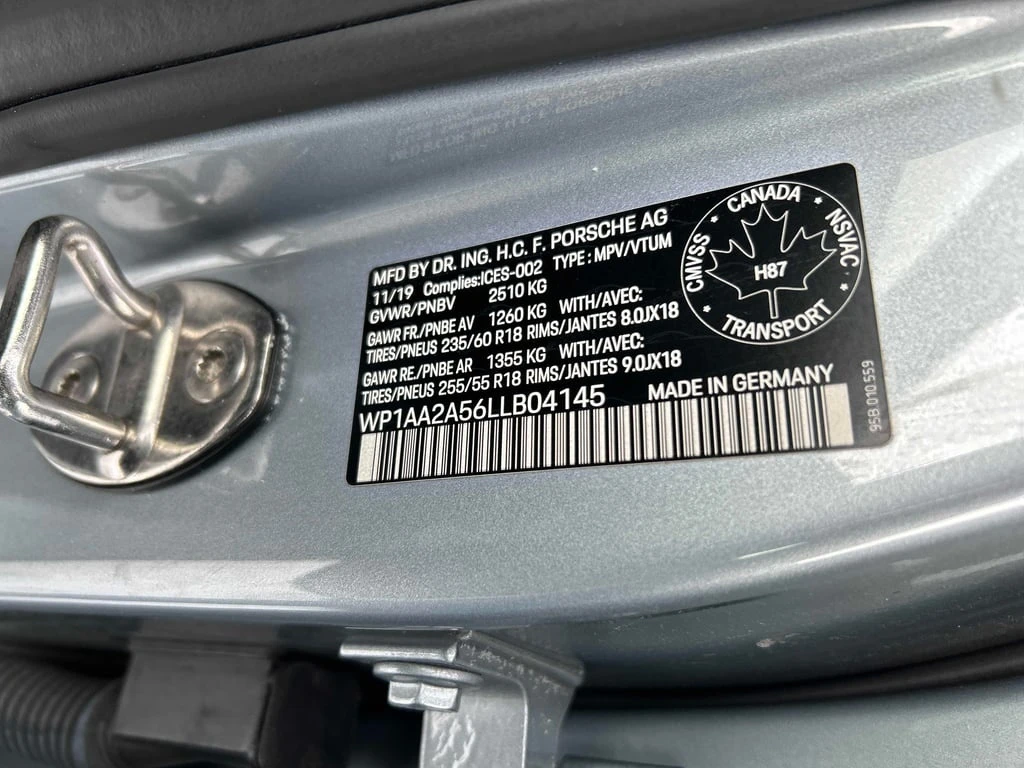 MFD BY DR. ING. H.C. F. PORSCHE AG
11/19 Complies:ICES-002 TYPE : MPV/VTUM
GVWR/PNBV 2510 KG
GAWR FR./PNBE AV 1260 KG WITH/AVEC:
TIRES/PNEUS 235/60 R18 RIMS/JANTES 8.0JX18
GAWR RE./PNBE AR 1355 KG WITH/AVEC:
TIRES/PNEUS 255/55 R18 RIMS/JANTES 9.0JX18
WP1AA2A56LLB04145 MADE IN GERMANY
CANADA
CMVSS
NSVAC
H87
TRANSPORT
958.010.559